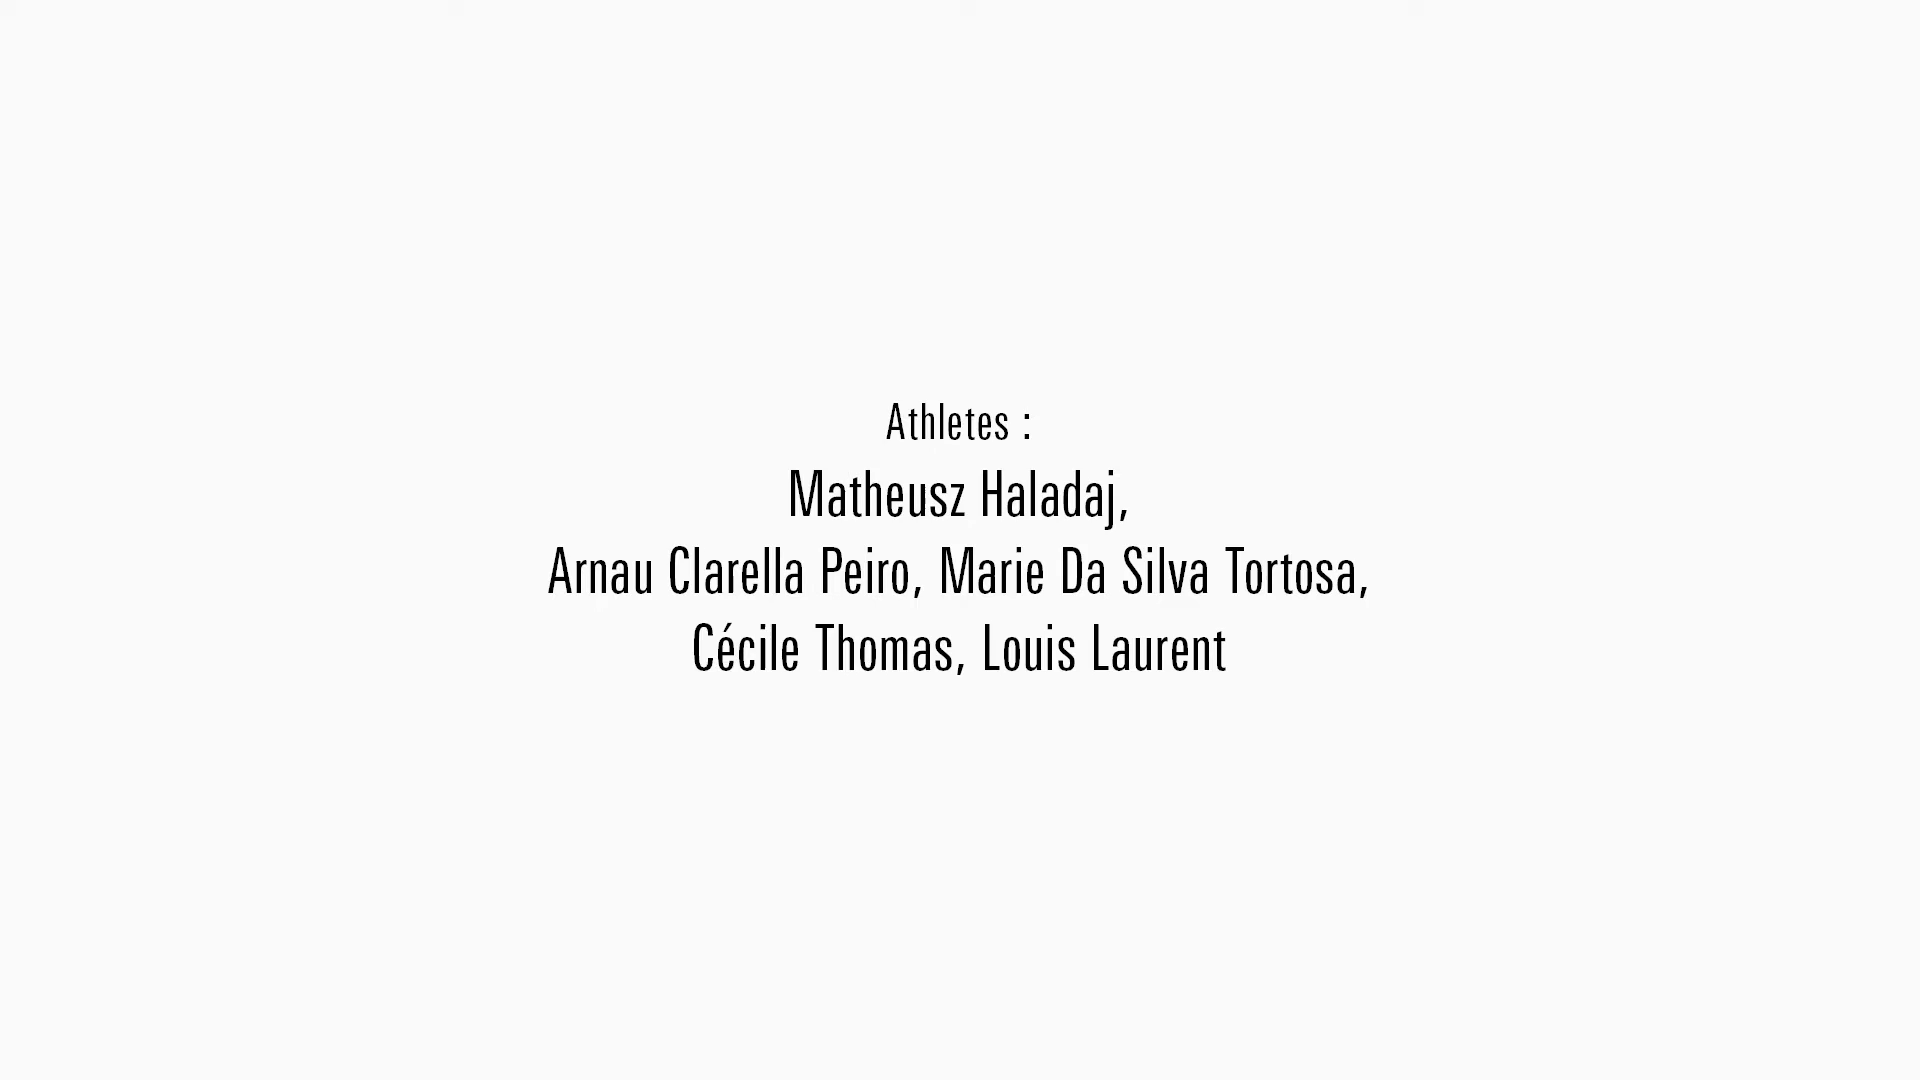 Athletes :
Matheusz Haladaj,
Arnau Clarella Peiro, Marie Da Silva Tortosa,
Cécile Thomas, Louis Laurent